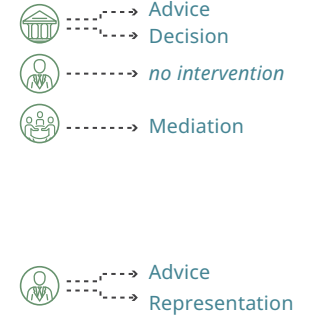 Advice
Decision
no intervention
Mediation
Advice
Representation